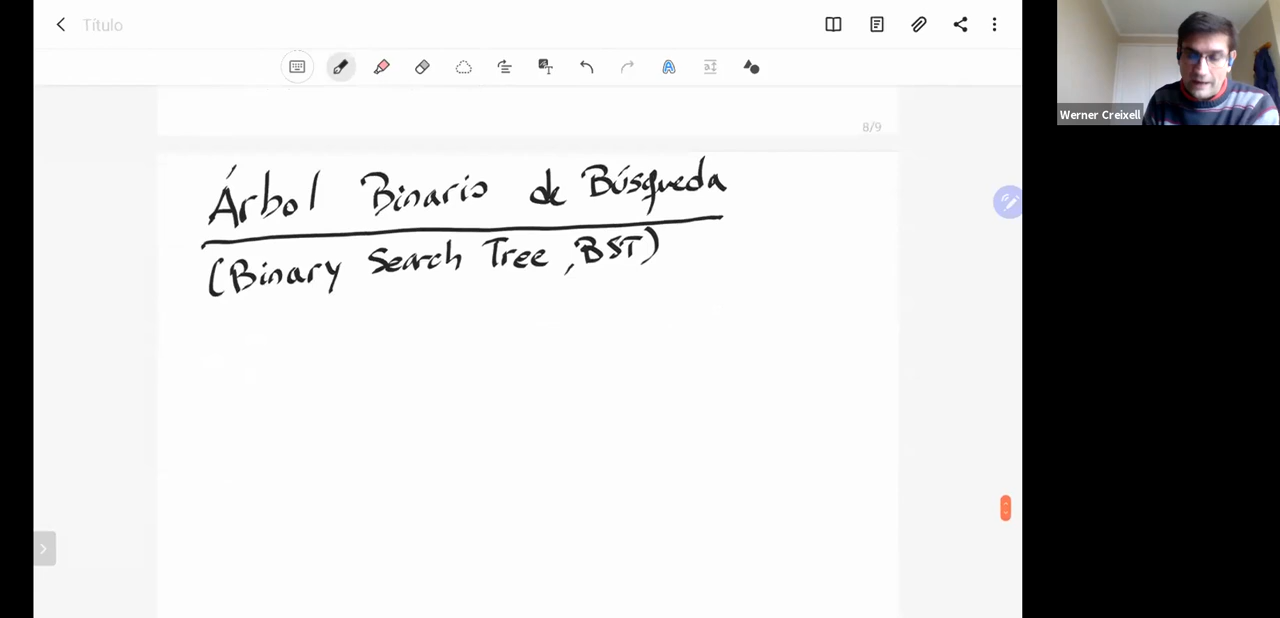 Título
8/9
Árbol Binario de Búsqueda
(Binary Search Tree, BST)
Werner Creixell